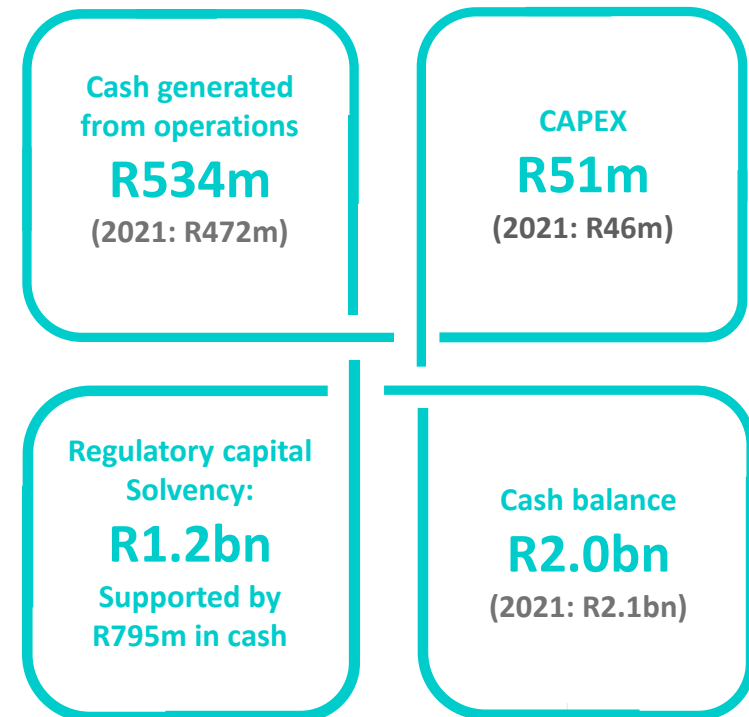 Cash generated
from operations
R534m
(2021: R472m)
CAPEX
R51m
(2021: R46m)
Regulatory capital
Solvency:
R1.2bn
Supported by
R795m in cash
Cash balance
R2.0bn
(2021: R2.1bn)